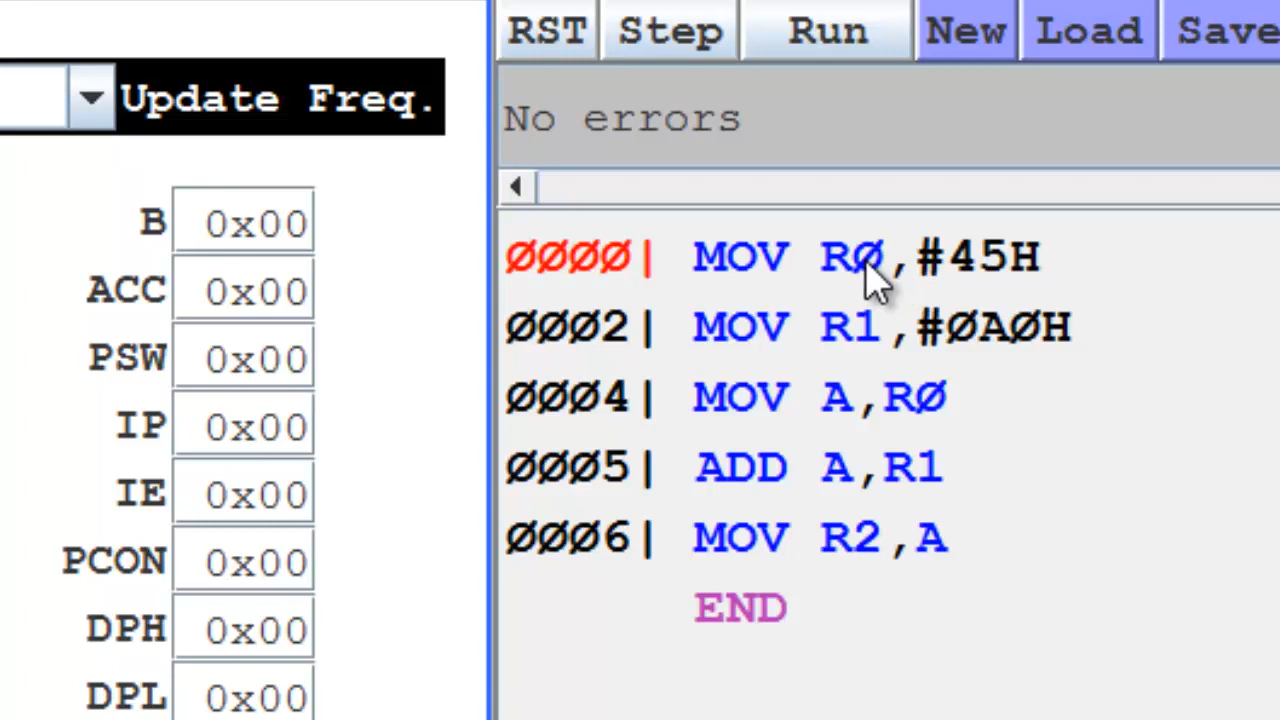 RST Step Run New Load Save
Update Freq.
No errors
B 0x00
ACC 0x00
PSW 0x00
IP 0x00
IE 0x00
PCON 0x00
DPH 0x00
DPL 0x00
0000| MOV R0,#45H
0002| MOV R1,#0A0H
0004| MOV A,R0
0005| ADD A,R1
0006| MOV R2,A
END